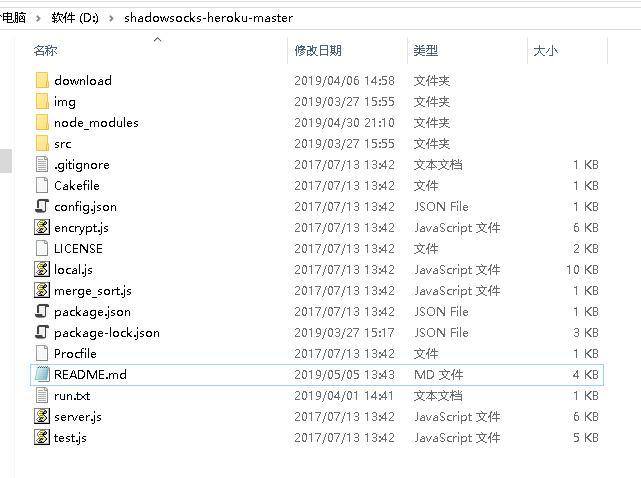 电脑 › 软件 (D:) › shadowsocks-heroku-master
名称 修改日期 类型 大小
download 2019/04/06 14:58 文件夹
img 2019/03/27 15:55 文件夹
node_modules 2019/04/30 21:10 文件夹
src 2019/03/27 15:55 文件夹
.gitignore 2017/07/13 13:42 文本文档 1 KB
Cakefile 2017/07/13 13:42 文件 1 KB
config.json 2017/07/13 13:42 JSON File 1 KB
encrypt.js 2017/07/13 13:42 JavaScript 文件 6 KB
LICENSE 2017/07/13 13:42 文件 2 KB
local.js 2017/07/13 13:42 JavaScript 文件 10 KB
merge_sort.js 2017/07/13 13:42 JavaScript 文件 1 KB
package.json 2017/07/13 13:42 JSON File 1 KB
package-lock.json 2019/03/27 15:17 JSON File 3 KB
Procfile 2017/07/13 13:42 文件 1 KB
README.md 2019/05/05 13:43 MD 文件 4 KB
run.txt 2019/04/01 14:41 文本文档 1 KB
server.js 2017/07/13 13:42 JavaScript 文件 6 KB
test.js 2017/07/13 13:42 JavaScript 文件 5 KB